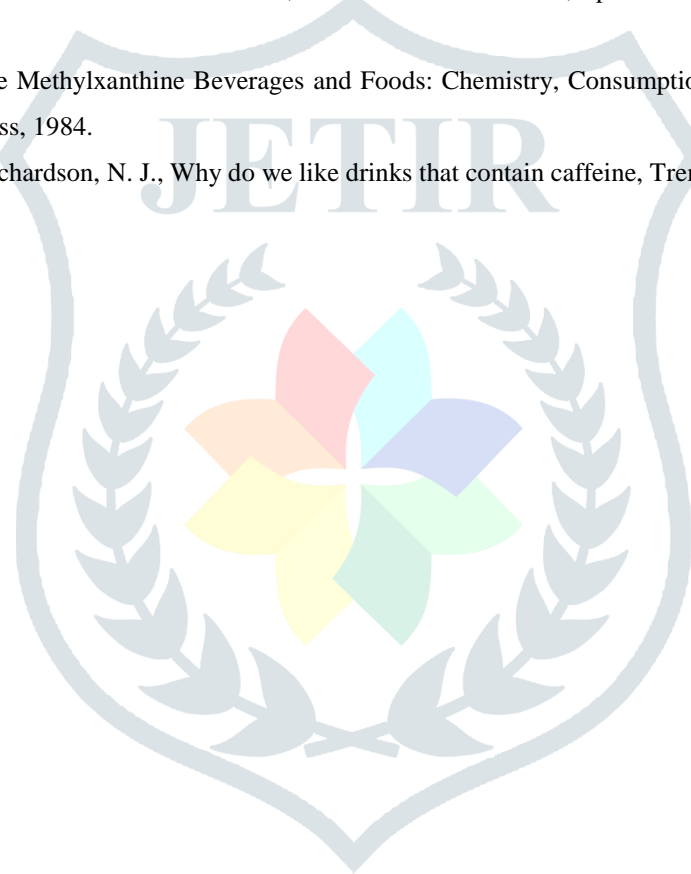 e Methylxanthine Beverages and Foods: Chemistry, Consumptio
ss, 1984.
JETIR
chardson, N. J., Why do we like drinks that contain caffeine, Tre